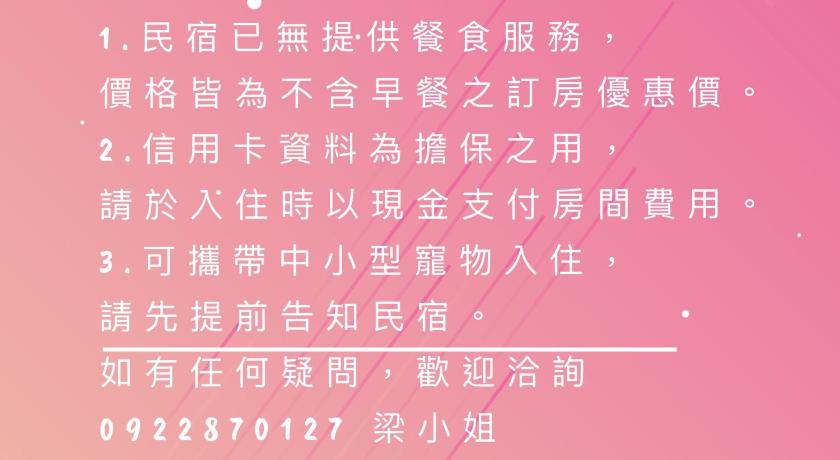 1.民宿已無提供餐食服務，
價格皆為不含早餐之訂房優惠價。
2.信用卡資料為擔保之用，
請於入住時以現金支付房間費用。
3.可攜帶中小型寵物入住，
請先提前告知民宿。
如有任何疑問，歡迎洽詢
0922870127 梁小姐